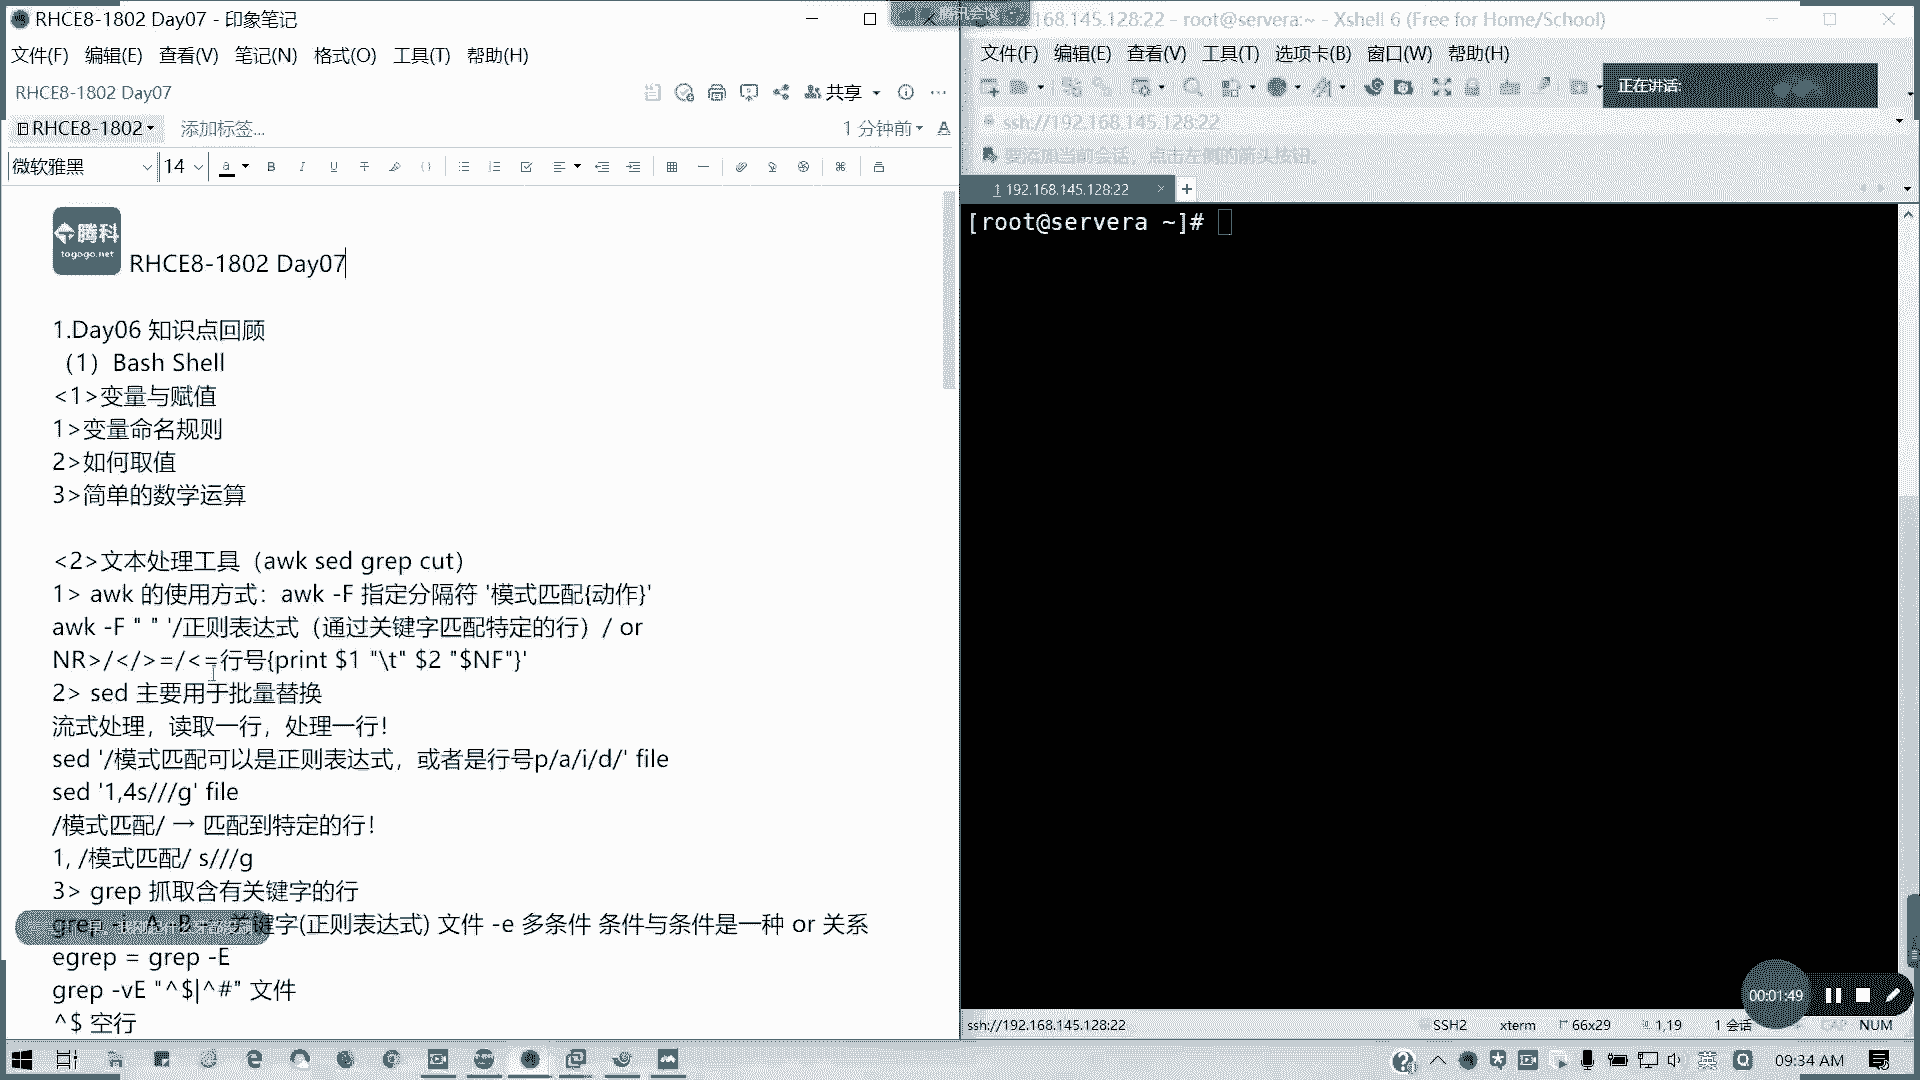 RHCE8-1802 Day07 - 印象笔记
文件(F) 编辑(E) 查看(V) 笔记(N) 格式(O) 工具(T) 帮助(H)
RHCE8-1802 Day07
共享
RHCE8-1802
添加标签...
1 分钟前
微软雅黑 14
腾科
togogo.net
RHCE8-1802 Day07
1.Day06 知识点回顾
（1）Bash Shell
<1>变量与赋值
1>变量命名规则
2>如何取值
3>简单的数学运算
<2>文本处理工具（awk sed grep cut）
1> awk 的使用方式：awk -F 指定分隔符 '模式匹配{动作}'
awk -F " " '/正则表达式（通过关键字匹配特定的行）/ or
NR>/</>=/<=行号{print $1 "\t" $2 "$NF"}'
2> sed 主要用于批量替换
流式处理，读取一行，处理一行！
sed '/模式匹配可以是正则表达式，或者是行号p/a/i/d/' file
sed '1,4s///g' file
/模式匹配/ → 匹配到特定的行！
1, /模式匹配/ s///g
3> grep 抓取含有关键字的行
关键字(正则表达式) 文件 -e 多条件 条件与条件是一种 or 关系
egrep = grep -E
grep -vE "^$|^#" 文件
^$ 空行
腾讯会议
192.168.145.128:22 - root@servera:~ - Xshell 6 (Free for Home/School)
文件(F) 编辑(E) 查看(V) 工具(T) 选项卡(B) 窗口(W) 帮助(H)
正在讲话:
ssh://192.168.145.128:22
要添加当前会话，点击左侧的箭头按钮。
1 192.168.145.128:22
[root@servera ~]#
00:01:49
ssh://192.168.145.128:22 SSH2 xterm 66x29 1,19 1 会话 CAP NUM
英
09:34 AM